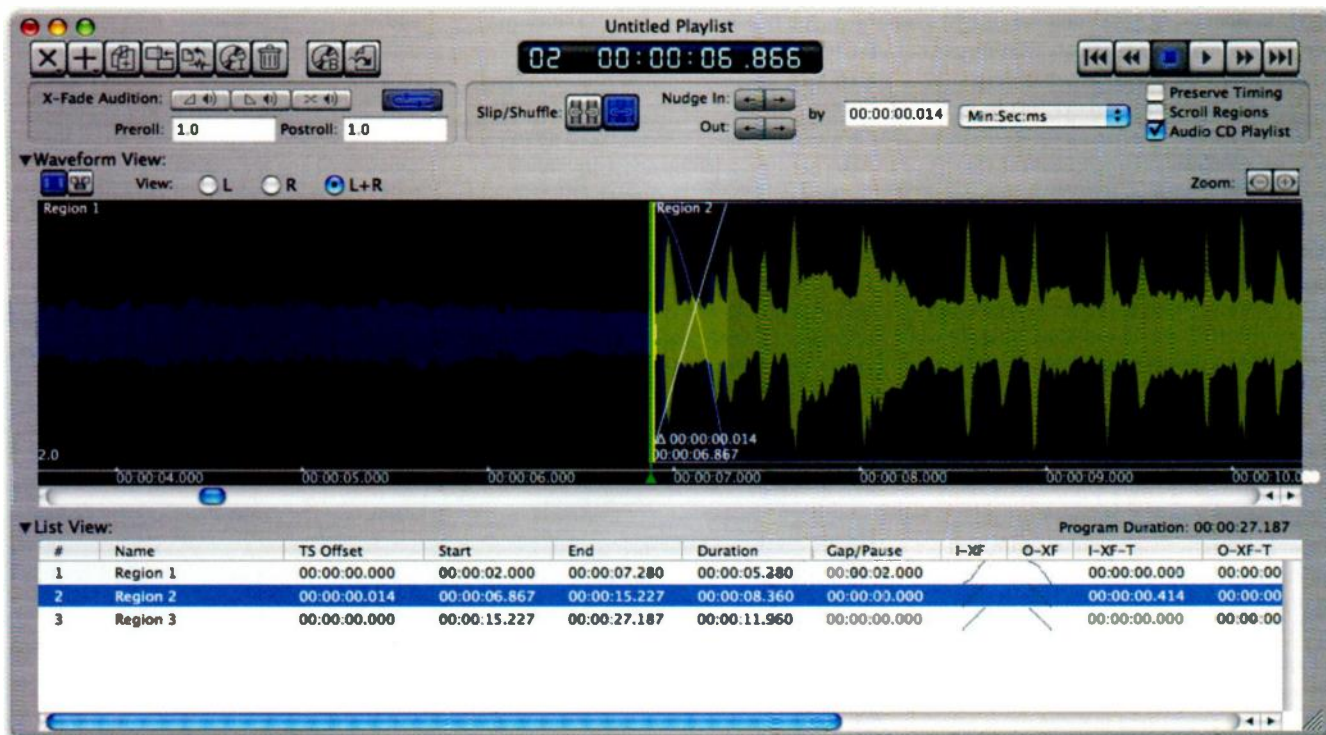 Untitled Playlist
02 00:00:06.866
X-Fade Audition:
Preroll: 1.0 Postroll: 1.0
Slip/Shuffle:
Nudge In:
Out:
by 00:00:00.014 Min:Sec:ms
Preserve Timing
Scroll Regions
Audio CD Playlist
Waveform View:
View: L R L+R
Zoom:
Region 1
Region 2
Δ 00:00:00.014
00:00:06.867
2.0
00:00:04.000 00:00:05.000 00:00:06.000 00:00:07.000 00:00:08.000 00:00:09.000 00:00:10.0
List View:
Program Duration: 00:00:27.187
# Name TS Offset Start End Duration Gap/Pause I-XF O-XF I-XF-T O-XF-T
1 Region 1 00:00:00.000 00:00:02.000 00:00:07.280 00:00:05.280 00:00:02.000 00:00:00.000 00:00:00
2 Region 2 00:00:00.014 00:00:06.867 00:00:15.227 00:00:08.360 00:00:00.000 00:00:00.414 00:00:00
3 Region 3 00:00:00.000 00:00:15.227 00:00:27.187 00:00:11.960 00:00:00.000 00:00:00.000 00:00:00